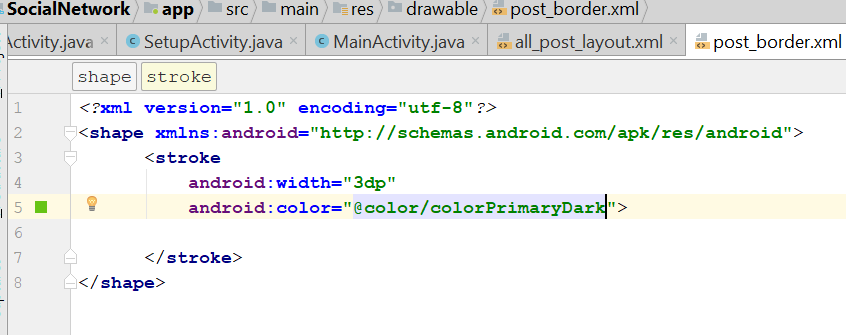 SocialNetwork app src main res drawable post_border.xml
Activity.java × SetupActivity.java × MainActivity.java × all_post_layout.xml × post_border.xml
shape stroke
1 <?xml version="1.0" encoding="utf-8"?>
2 <shape xmlns:android="http://schemas.android.com/apk/res/android">
3 <stroke
4 android:width="3dp"
5 android:color="@color/colorPrimaryDark">
6
7 </stroke>
8 </shape>